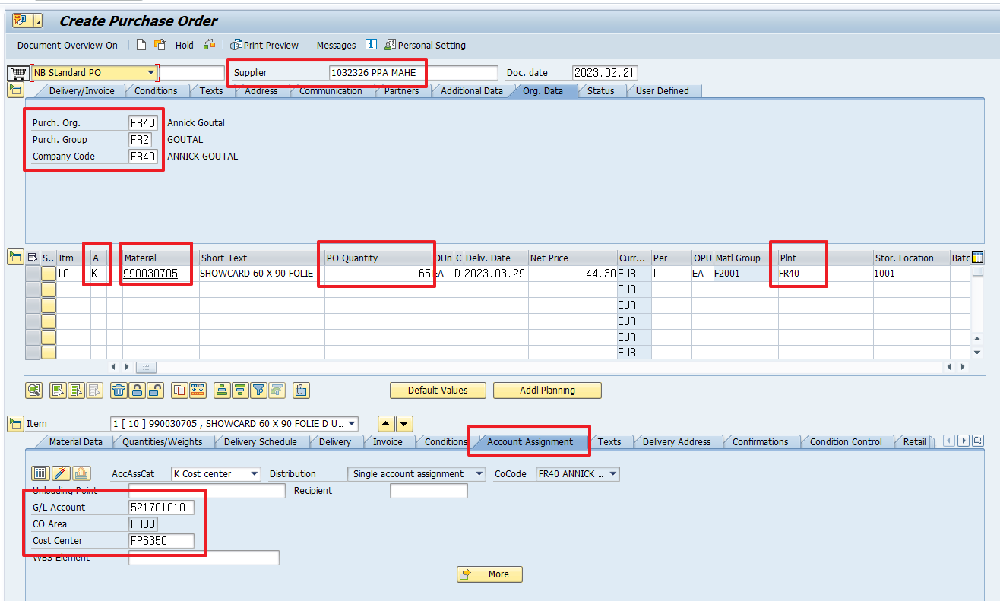 Create Purchase Order
Document Overview On Hold Print Preview Messages Personal Setting
NB Standard PO Supplier 1032326 PPA MAHE Doc. date 2023.02.21
Delivery/Invoice Conditions Texts Address Communication Partners Additional Data Org. Data Status User Defined
Purch. Org. FR40 Annick Goutal
Purch. Group FR2 GOUTAL
Company Code FR40 ANNICK GOUTAL
S.. Itm A Material Short Text PO Quantity OUn C Deliv. Date Net Price Curr... Per OPU Matl Group Plnt Stor. Location Batc
10 K 990030705 SHOWCARD 60 X 90 FOLIE 65 EA D 2023.03.29 44.30 EUR 1 EA F2001 FR40 1001
EUR
EUR
EUR
EUR
EUR
Default Values Addl Planning
Item 1 [ 10 ] 990030705 , SHOWCARD 60 X 90 FOLIE D U...
Material Data Quantities/Weights Delivery Schedule Delivery Invoice Conditions Account Assignment Texts Delivery Address Confirmations Condition Control Retail
AccAssCat K Cost center Distribution Single account assignment CoCode FR40 ANNICK ...
Unloading Point Recipient
G/L Account 521701010
CO Area FR00
Cost Center FP6350
WBS Element
More